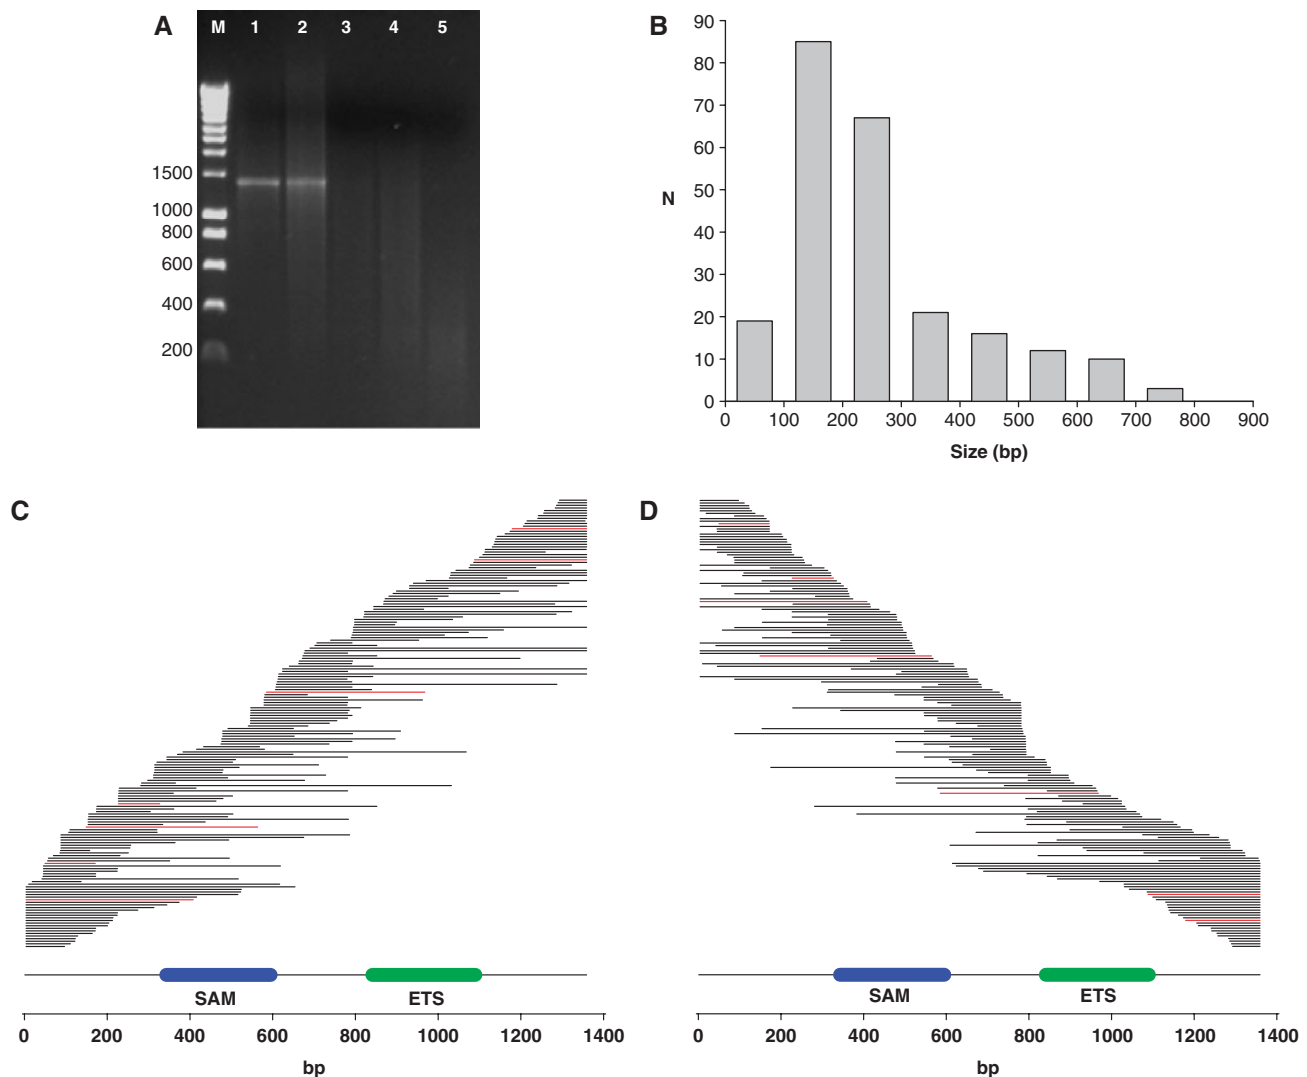 A
M 1 2 3 4 5
1500
1000
800
600
400
200
B
90
80
70
60
50
40
30
20
10
0
N
0 100 200 300 400 500 600 700 800 900
Size (bp)
C
SAM ETS
0 200 400 600 800 1000 1200 1400
bp
D
SAM ETS
0 200 400 600 800 1000 1200 1400
bp